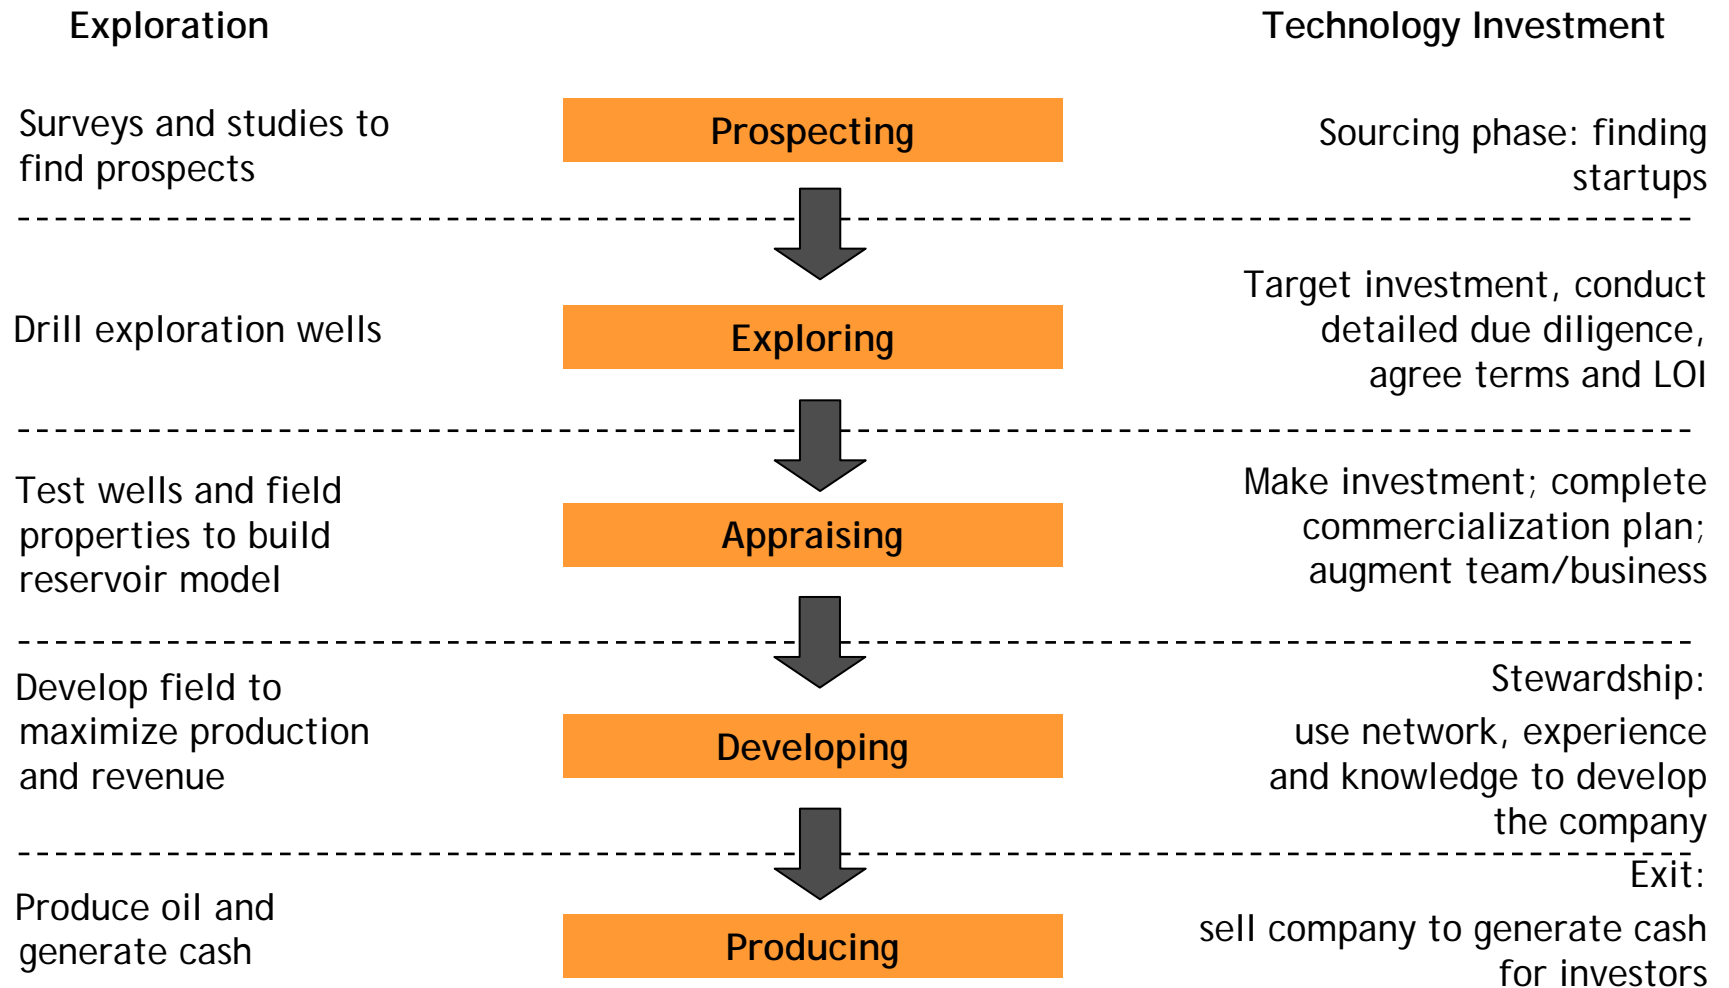 Exploration
Technology Investment
Surveys and studies to
find prospects
Prospecting
Sourcing phase: finding
startups
Drill exploration wells
Exploring
Target investment, conduct
detailed due diligence,
agree terms and LOI
Test wells and field
properties to build
reservoir model
Appraising
Make investment; complete
commercialization plan;
augment team/business
Develop field to
maximize production
and revenue
Developing
Stewardship:
use network, experience
and knowledge to develop
the company
Produce oil and
generate cash
Producing
Exit:
sell company to generate cash
for investors